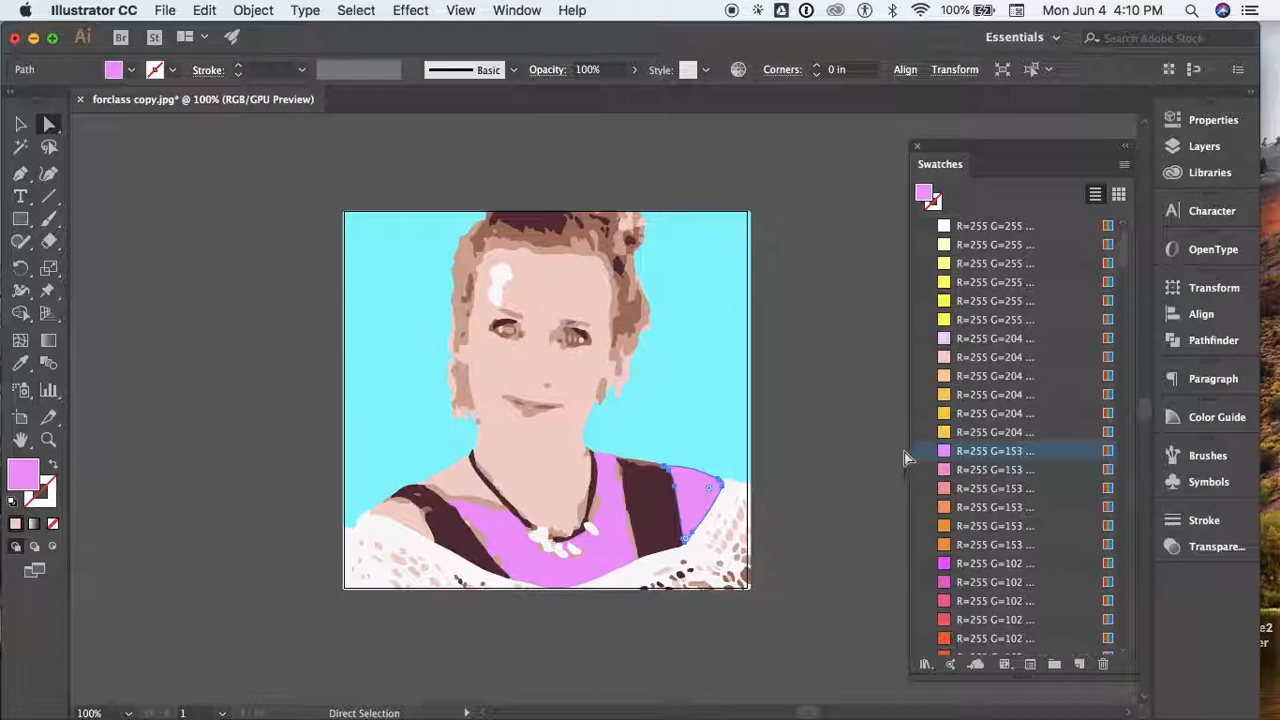 Illustrator CC File Edit Object Type Select Effect View Window Help 100% Mon Jun 4 4:10 PM
Ai Br St Essentials Search Adobe Stock
Path Stroke: Basic Opacity: 100% Style: Corners: 0 in Align Transform
× forclass copy.jpg* @ 100% (RGB/GPU Preview)
Properties
Layers
Libraries
Character
OpenType
Transform
Align
Pathfinder
Paragraph
Color Guide
Brushes
Symbols
Stroke
Transpare...
Swatches
R=255 G=255 ...
R=255 G=255 ...
R=255 G=255 ...
R=255 G=255 ...
R=255 G=255 ...
R=255 G=255 ...
R=255 G=204 ...
R=255 G=204 ...
R=255 G=204 ...
R=255 G=204 ...
R=255 G=204 ...
R=255 G=204 ...
R=255 G=153 ...
R=255 G=153 ...
R=255 G=153 ...
R=255 G=153 ...
R=255 G=153 ...
R=255 G=153 ...
R=255 G=102 ...
R=255 G=102 ...
R=255 G=102 ...
R=255 G=102 ...
R=255 G=102 ...
100% 1 Direct Selection